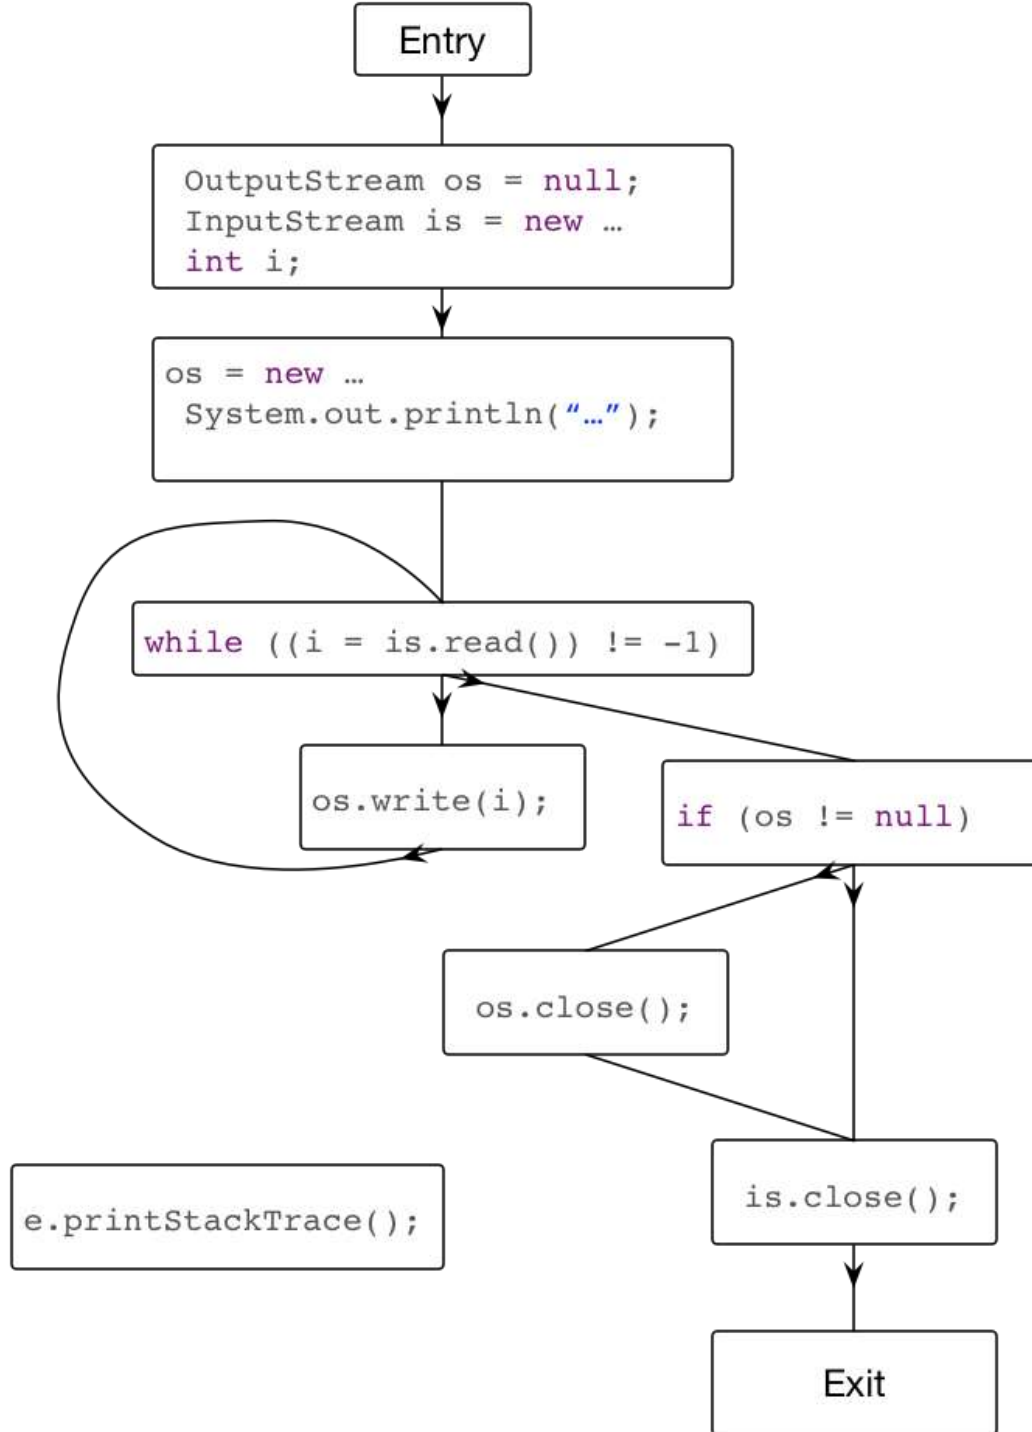 Entry
OutputStream os = null;
InputStream is = new …
int i;
os = new …
System.out.println(“…”);
while ((i = is.read()) != -1)
os.write(i);
if (os != null)
os.close();
is.close();
e.printStackTrace();
Exit